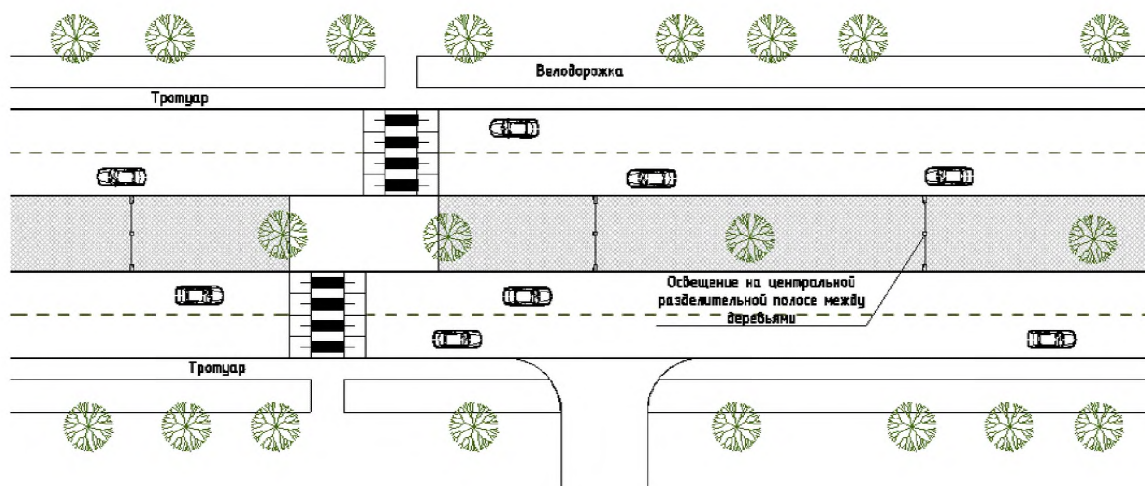 Велодорожка
Тротуар
Освещение на центральной
разделительной полосе между
деревьями
Тротуар